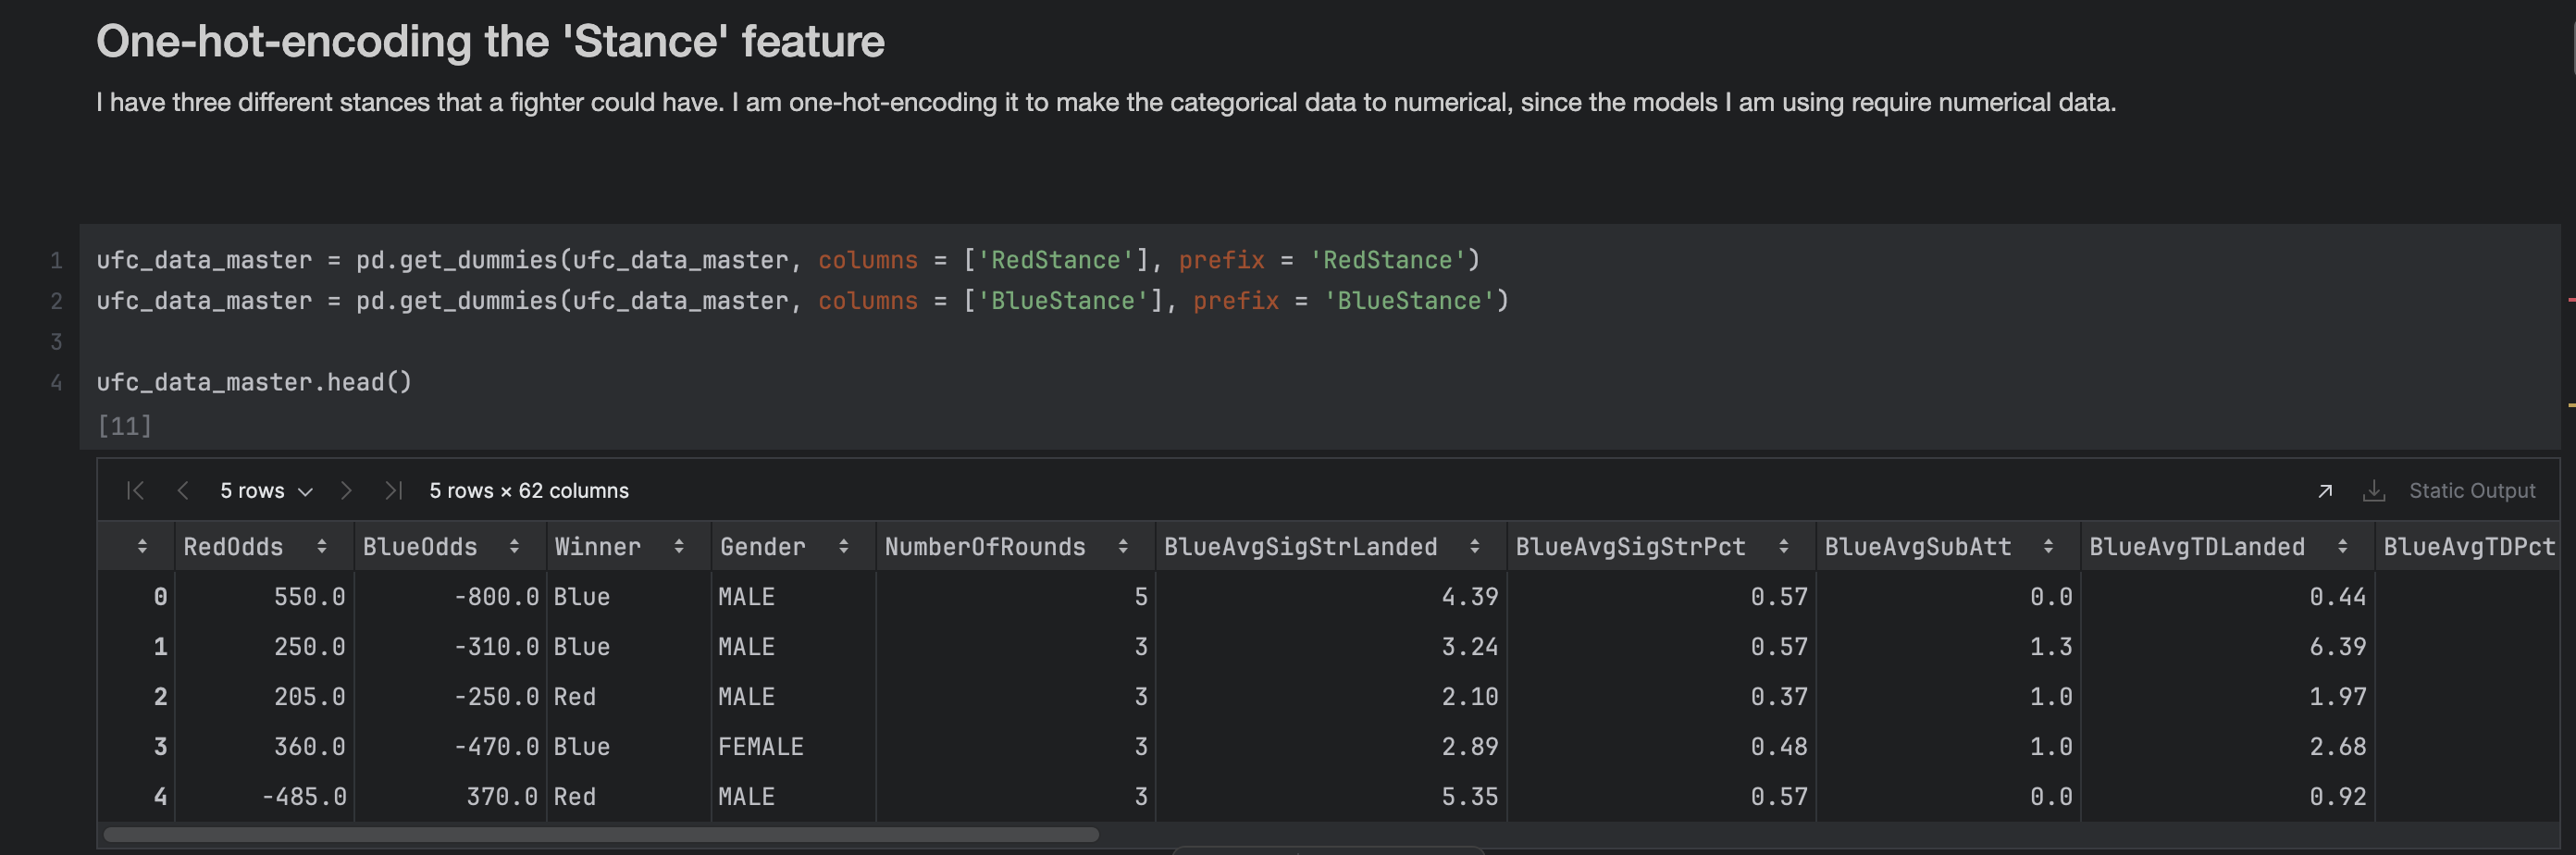 One-hot-encoding the 'Stance' feature
I have three different stances that a fighter could have. I am one-hot-encoding it to make the categorical data to numerical, since the models I am using require numerical data.
1 ufc_data_master = pd.get_dummies(ufc_data_master, columns = ['RedStance'], prefix = 'RedStance')
2 ufc_data_master = pd.get_dummies(ufc_data_master, columns = ['BlueStance'], prefix = 'BlueStance')
3
4 ufc_data_master.head()
[11]
5 rows 5 rows × 62 columns Static Output
RedOdds BlueOdds Winner Gender NumberOfRounds BlueAvgSigStrLanded BlueAvgSigStrPct BlueAvgSubAtt BlueAvgTDLanded BlueAvgTDPct
0 550.0 -800.0 Blue MALE 5 4.39 0.57 0.0 0.44
1 250.0 -310.0 Blue MALE 3 3.24 0.57 1.3 6.39
2 205.0 -250.0 Red MALE 3 2.10 0.37 1.0 1.97
3 360.0 -470.0 Blue FEMALE 3 2.89 0.48 1.0 2.68
4 -485.0 370.0 Red MALE 3 5.35 0.57 0.0 0.92